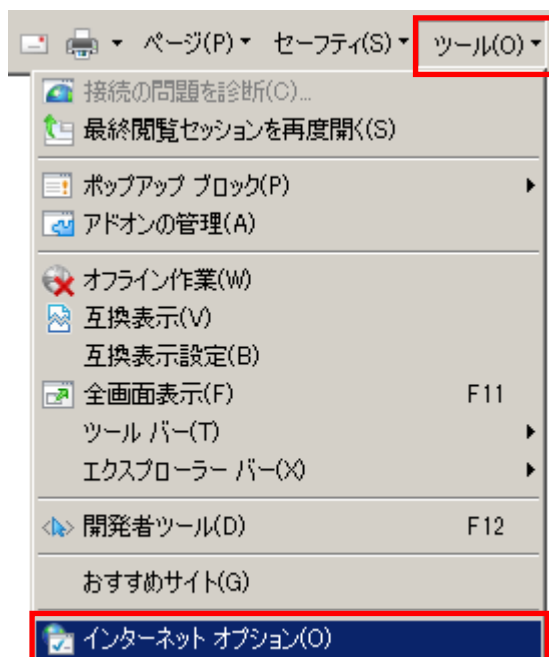 ページ(P) セーフティ(S) ツール(O)
接続の問題を診断(C)...
最終閲覧セッションを再度開く(S)
ポップアップ ブロック(P)
アドオンの管理(A)
オフライン作業(W)
互換表示(V)
互換表示設定(B)
全画面表示(F) F11
ツール バー(T)
エクスプローラー バー(X)
開発者ツール(D) F12
おすすめサイト(G)
インターネット オプション(O)